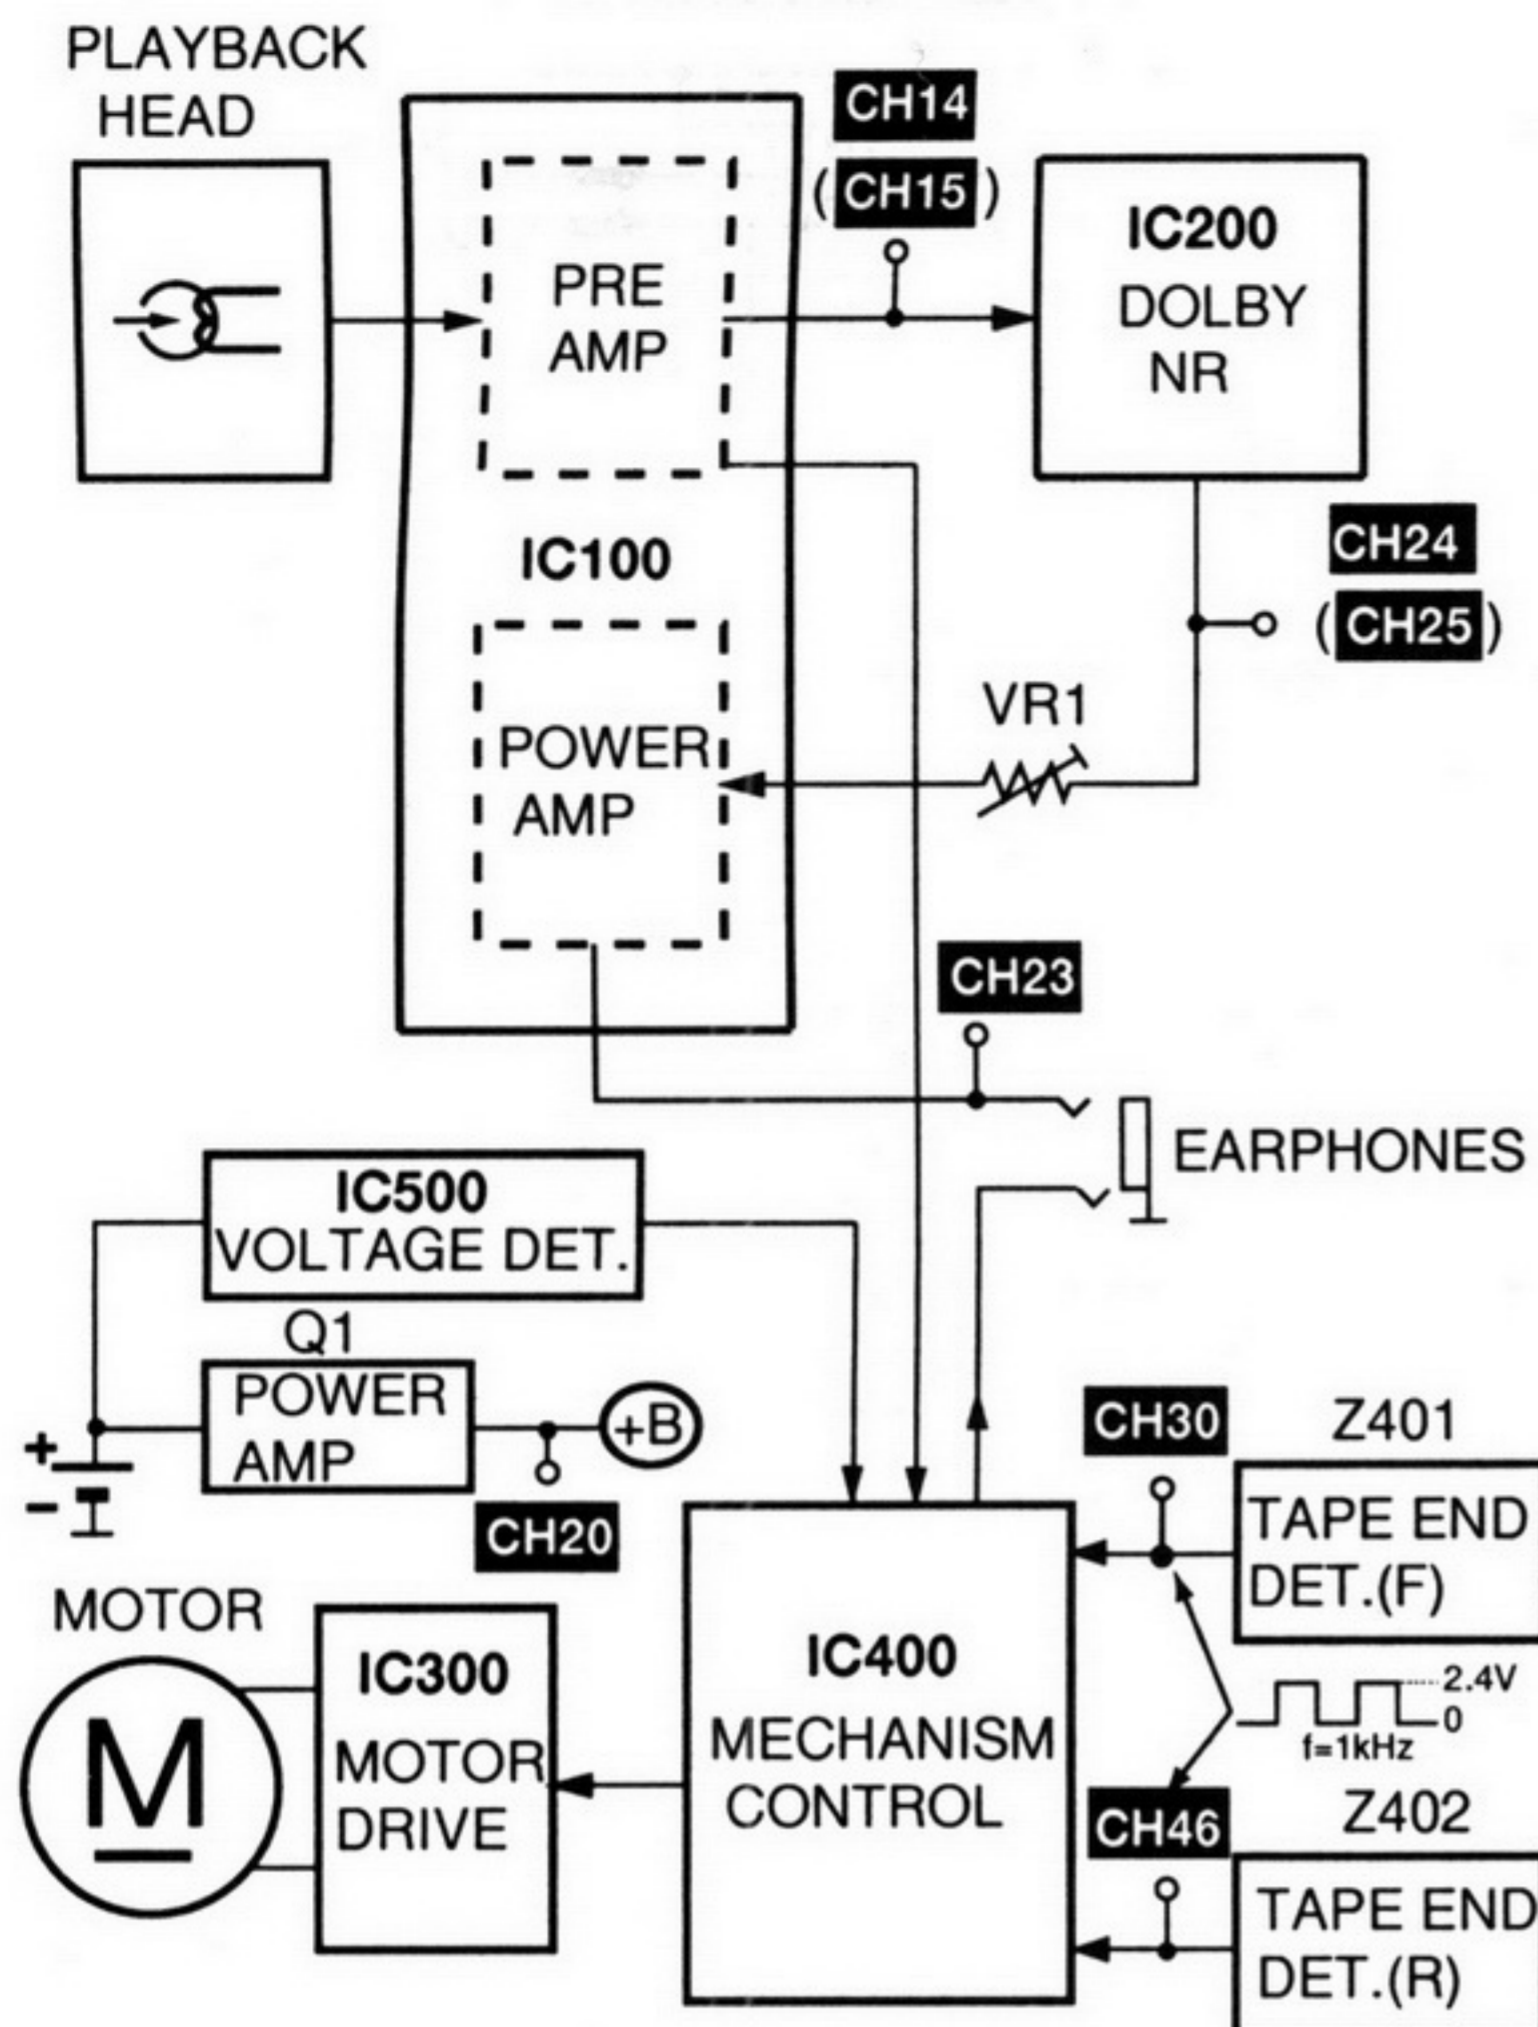 PLAYBACK
HEAD
CH14
(CH15)
PRE
AMP
IC200
DOLBY
NR
IC100
CH24
(CH25)
VR1
POWER
AMP
CH23
EARPHONES
IC500
VOLTAGE DET.
Q1
POWER
AMP
+B
+
-
CH20
CH30
Z401
TAPE END
DET.(F)
MOTOR
M
IC300
MOTOR
DRIVE
IC400
MECHANISM
CONTROL
2.4V
0
f=1kHz
CH46
Z402
TAPE END
DET.(R)